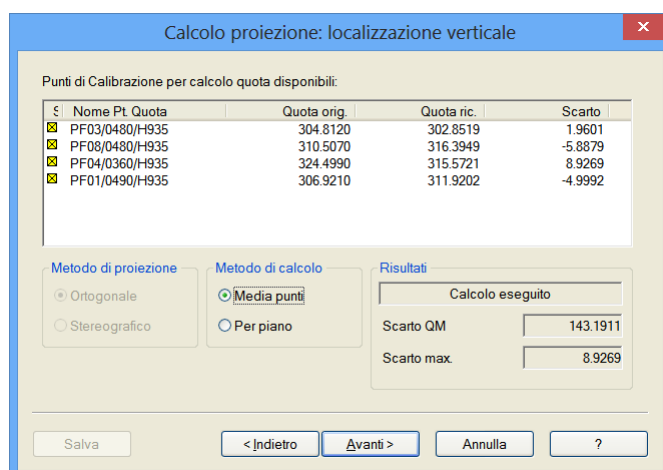 Calcolo proiezione: localizzazione verticale
Punti di Calibrazione per calcolo quota disponibili:
S Nome Pt. Quota Quota orig. Quota ric. Scarto
PF03/0480/H935 304.8120 302.8519 1.9601
PF08/0480/H935 310.5070 316.3949 -5.8879
PF04/0360/H935 324.4990 315.5721 8.9269
PF01/0490/H935 306.9210 311.9202 -4.9992
Metodo di proiezione
Ortogonale
Stereografico
Metodo di calcolo
Media punti
Per piano
Risultati
Calcolo eseguito
Scarto QM 143.1911
Scarto max. 8.9269
Salva < Indietro Avanti > Annulla ?